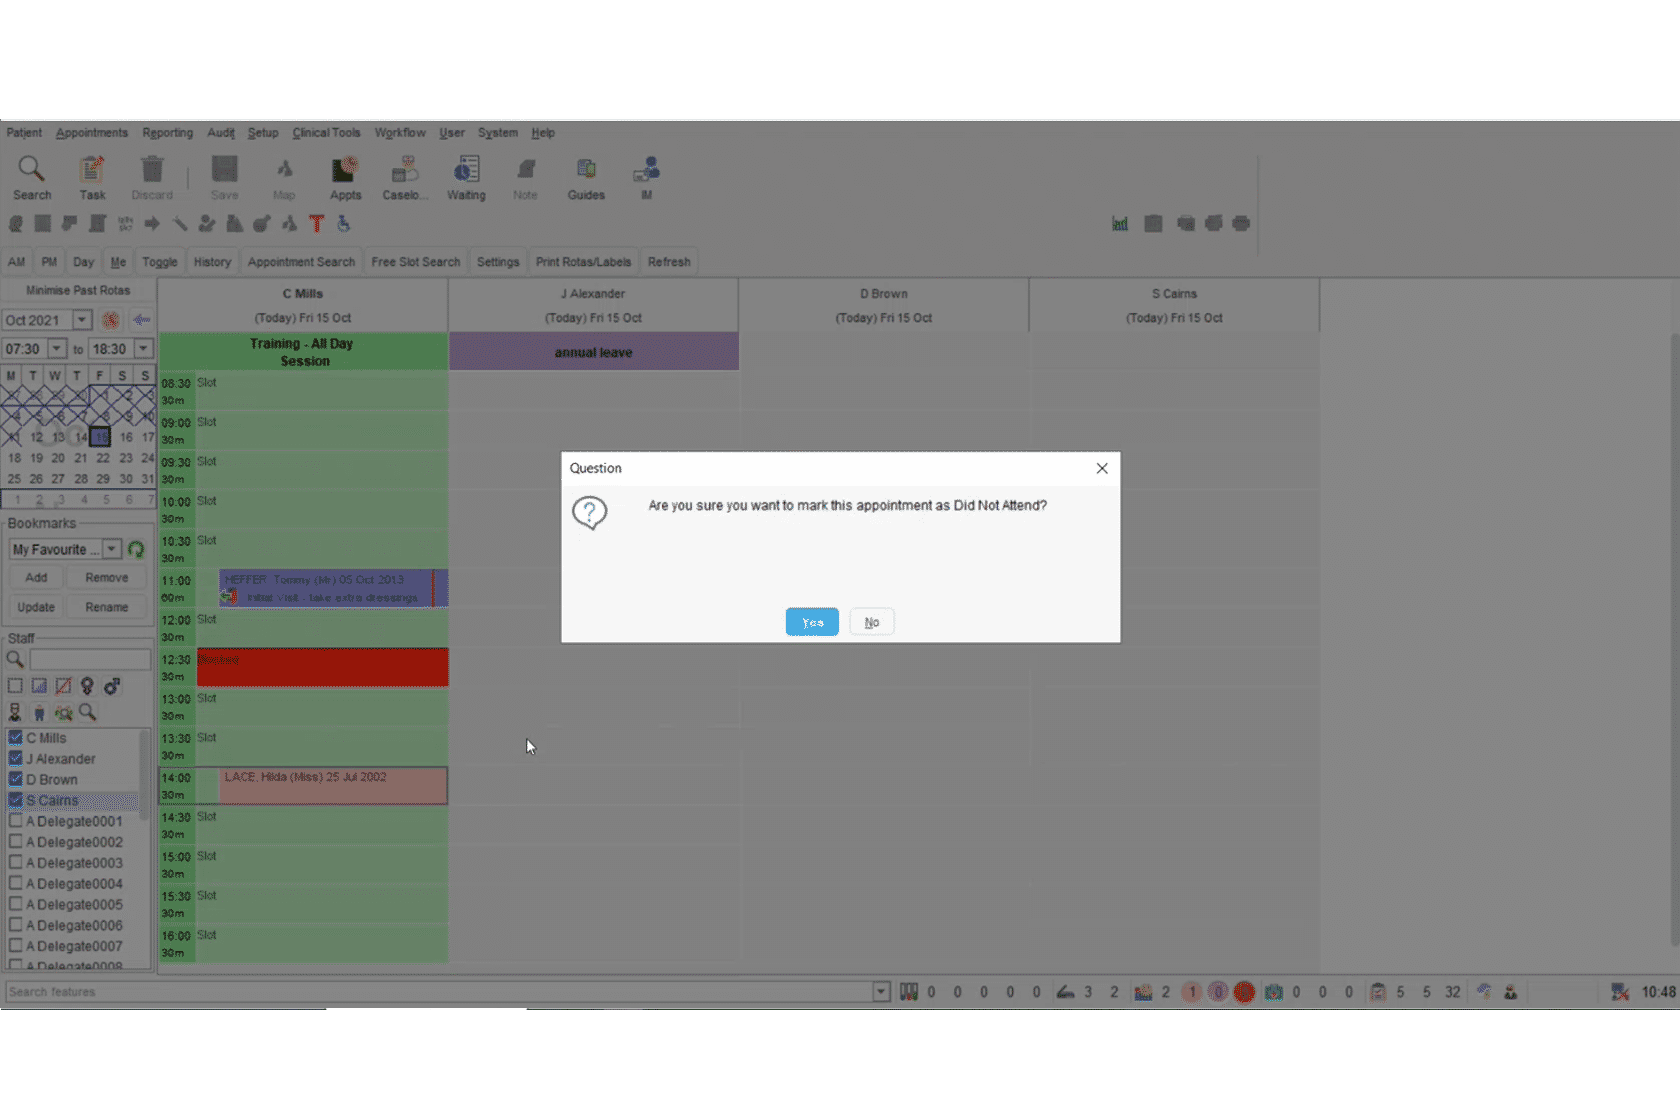 Patient Appointments Reporting Audit Setup Clinical Tools Workflow User System Help
Search Task Discard Save Map Appts Caselo... Waiting Note Guides IM
AM PM Day Me Toggle History Appointment Search Free Slot Search Settings Print Rotas/Labels Refresh
Minimise Past Rotas
Oct 2021
07:30 to 18:30
M T W T F S S
11 12 13 14 15 16 17
18 19 20 21 22 23 24
25 26 27 28 29 30 31
1 2 3 4 5 6 7
Bookmarks
My Favourite ...
Add Remove
Update Rename
Staff
C Mills
J Alexander
D Brown
S Cairns
A Delegate0001
A Delegate0002
A Delegate0003
A Delegate0004
A Delegate0005
A Delegate0006
A Delegate0007
A Delegate0008
C Mills
(Today) Fri 15 Oct
J Alexander
(Today) Fri 15 Oct
D Brown
(Today) Fri 15 Oct
S Cairns
(Today) Fri 15 Oct
Training - All Day
Session
annual leave
08:30 Slot
30m
09:00 Slot
30m
09:30 Slot
30m
10:00 Slot
30m
10:30 Slot
30m
11:00 HEFFER, Tommy (Mr) 05 Oct 2013
60m Initial Visit - take extra dressings
12:00 Slot
30m
12:30
30m
13:00 Slot
30m
13:30 Slot
30m
14:00 LACE, Hilda (Miss) 25 Jul 2002
30m
14:30 Slot
30m
15:00 Slot
30m
15:30 Slot
30m
16:00 Slot
30m
Question
Are you sure you want to mark this appointment as Did Not Attend?
Yes No
Search features
0 0 0 0 0 3 2 2 1 0 0 0 0 5 5 32 10:48